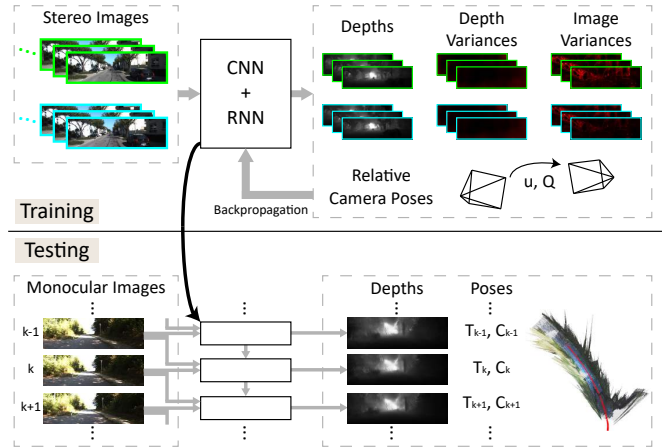 Stereo Images
CNN
+
RNN
Depths
Depth
Variances
Image
Variances
Relative
Camera Poses
u, Q
Backpropagation
Training
Testing
Monocular Images
Depths
Poses
k-1
Tk-1, Ck-1
k
Tk, Ck
k+1
Tk+1, Ck+1